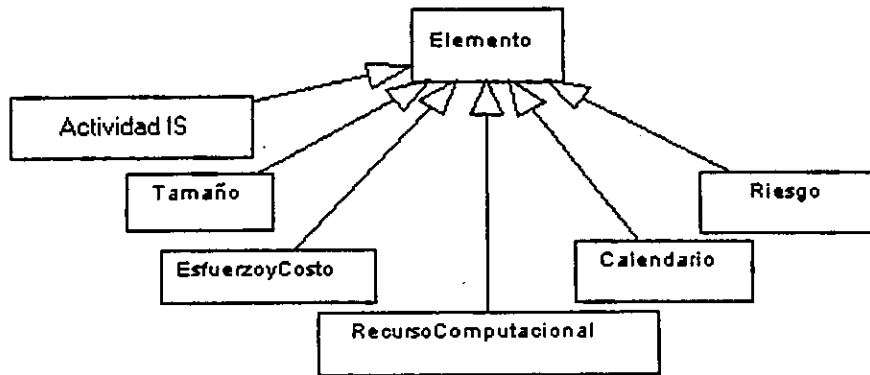 Elemento
Actividad IS
Tamaño
Riesgo
EsfuerzoyCosto
Calendario
RecursoComputacional